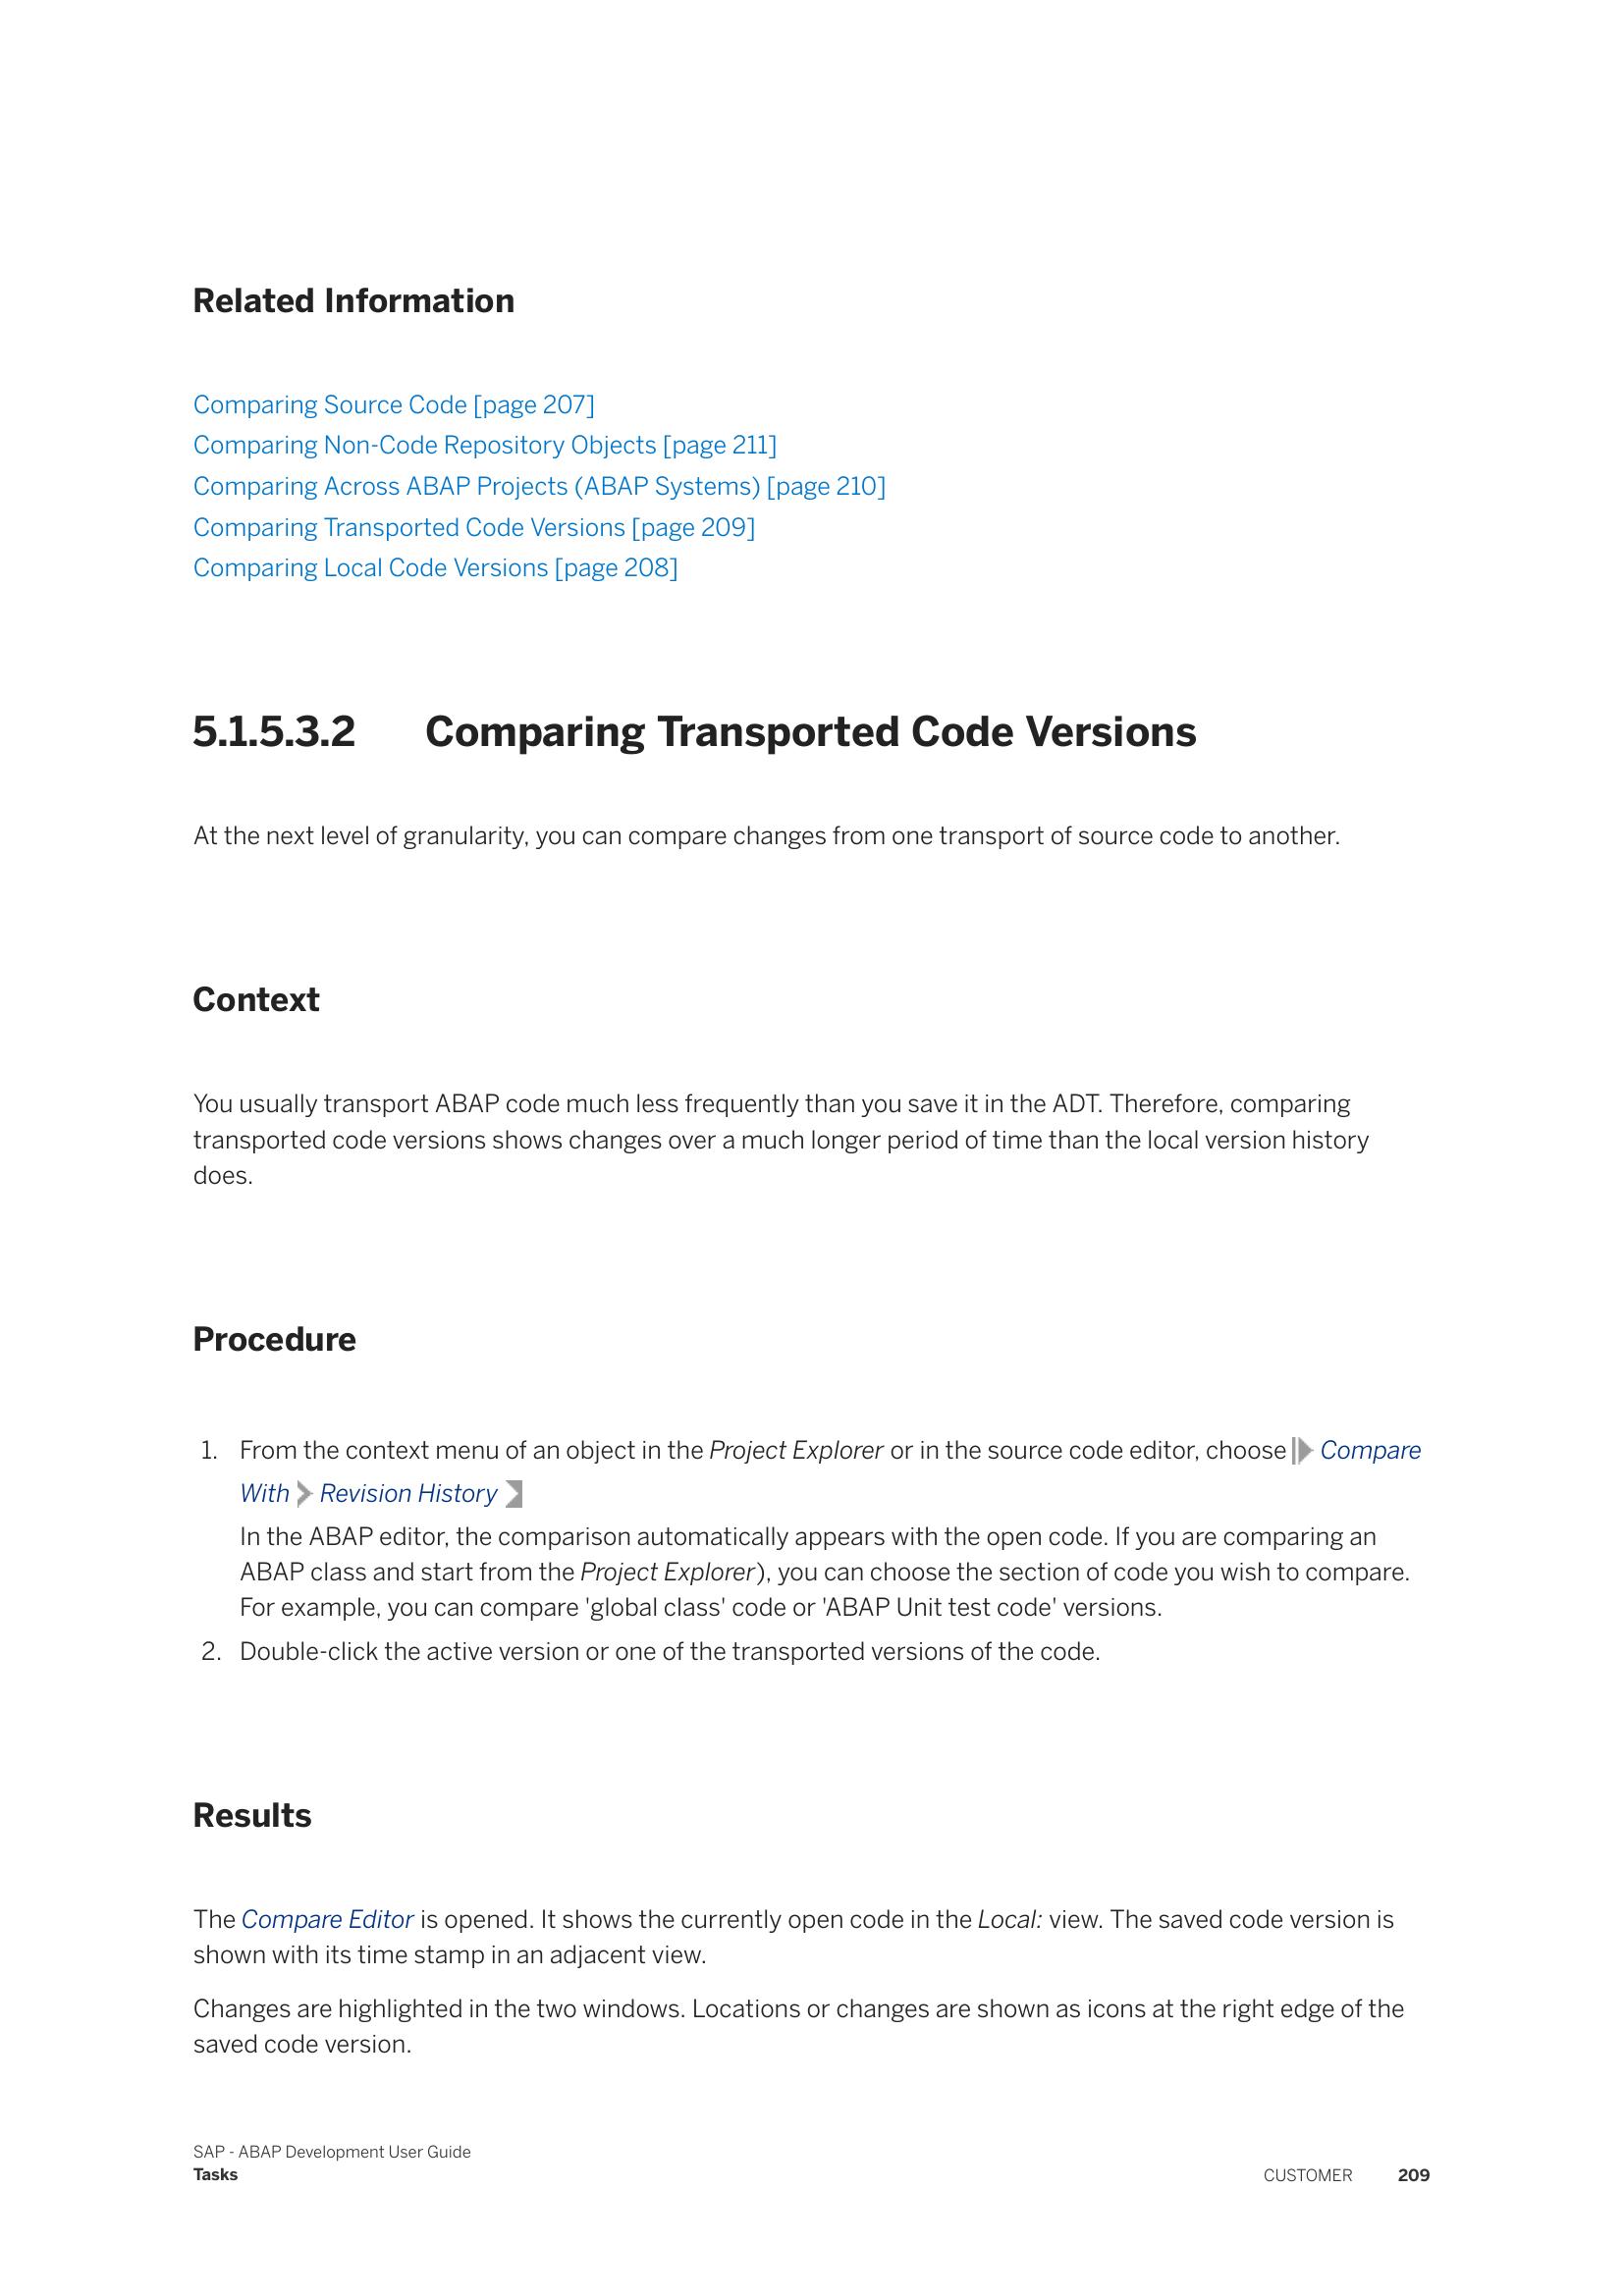 Related Information
Comparing Source Code [page 207]
Comparing Non-Code Repository Objects [page 211]
Comparing Across ABAP Projects (ABAP Systems) [page 210]
Comparing Transported Code Versions [page 209]
Comparing Local Code Versions [page 208]
5.1.5.3.2 Comparing Transported Code Versions
At the next level of granularity, you can compare changes from one transport of source code to another.
Context
You usually transport ABAP code much less frequently than you save it in the ADT. Therefore, comparing
transported code versions shows changes over a much longer period of time than the local version history
does.
Procedure
1. From the context menu of an object in the Project Explorer or in the source code editor, choose Compare
With Revision History
In the ABAP editor, the comparison automatically appears with the open code. If you are comparing an
ABAP class and start from the Project Explorer), you can choose the section of code you wish to compare.
For example, you can compare 'global class' code or 'ABAP Unit test code' versions.
2. Double-click the active version or one of the transported versions of the code.
Results
The Compare Editor is opened. It shows the currently open code in the Local: view. The saved code version is
shown with its time stamp in an adjacent view.
Changes are highlighted in the two windows. Locations or changes are shown as icons at the right edge of the
saved code version.
SAP - ABAP Development User Guide
Tasks
CUSTOMER 209